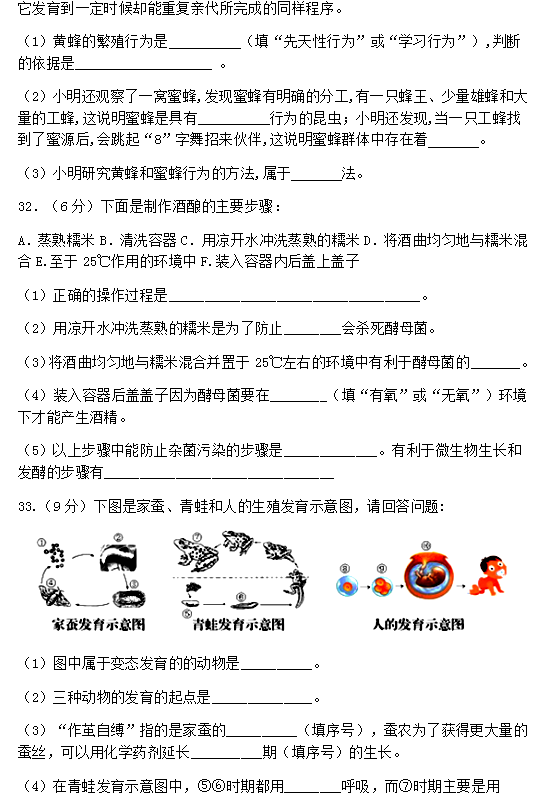 它发育到一定时候却能重复亲代所完成的同样程序。
（1）黄蜂的繁殖行为是__________（填“先天性行为”或“学习行为”）,判断
的依据是_______________________ 。
（2）小明还观察了一窝蜜蜂,发现蜜蜂有明确的分工,有一只蜂王、少量雄蜂和大
量的工蜂,这说明蜜蜂是具有__________行为的昆虫；小明还发现,当一只工蜂找
到了蜜源后,会跳起“8”字舞招来伙伴,这说明蜜蜂群体中存在着_______。
（3）小明研究黄蜂和蜜蜂行为的方法,属于_______法。
32．（6分）下面是制作酒酿的主要步骤：
A．蒸熟糯米 B．清洗容器 C．用凉开水冲洗蒸熟的糯米 D．将酒曲均匀地与糯米混
合 E.至于 25℃作用的环境中 F.装入容器内后盖上盖子
（1）正确的操作过程是___________________________________。
（2）用凉开水冲洗蒸熟的糯米是为了防止________会杀死酵母菌。
（3）将酒曲均匀地与糯米混合并置于 25℃左右的环境中有利于酵母菌的_______。
（4）装入容器后盖盖子因为酵母菌要在________（填“有氧”或“无氧”）环境
下才能产生酒精。
（5）以上步骤中能防止杂菌污染的步骤是_____________。有利于微生物生长和
发酵的步骤有________________________________
33.（9分）下图是家蚕、青蛙和人的生殖发育示意图，请回答问题:
① ② ③ ④
家蚕发育示意图
⑤ ⑥ ⑦
青蛙发育示意图
⑧ ⑨ ⑩
人的发育示意图
（1）图中属于变态发育的的动物是__________。
（2）三种动物的发育的起点是______________。
（3）“作茧自缚”指的是家蚕的__________（填序号），蚕农为了获得更大量的
蚕丝，可以用化学药剂延长__________期（填序号）的生长。
（4）在青蛙发育示意图中，⑤⑥时期都用________呼吸，而⑦时期主要是用